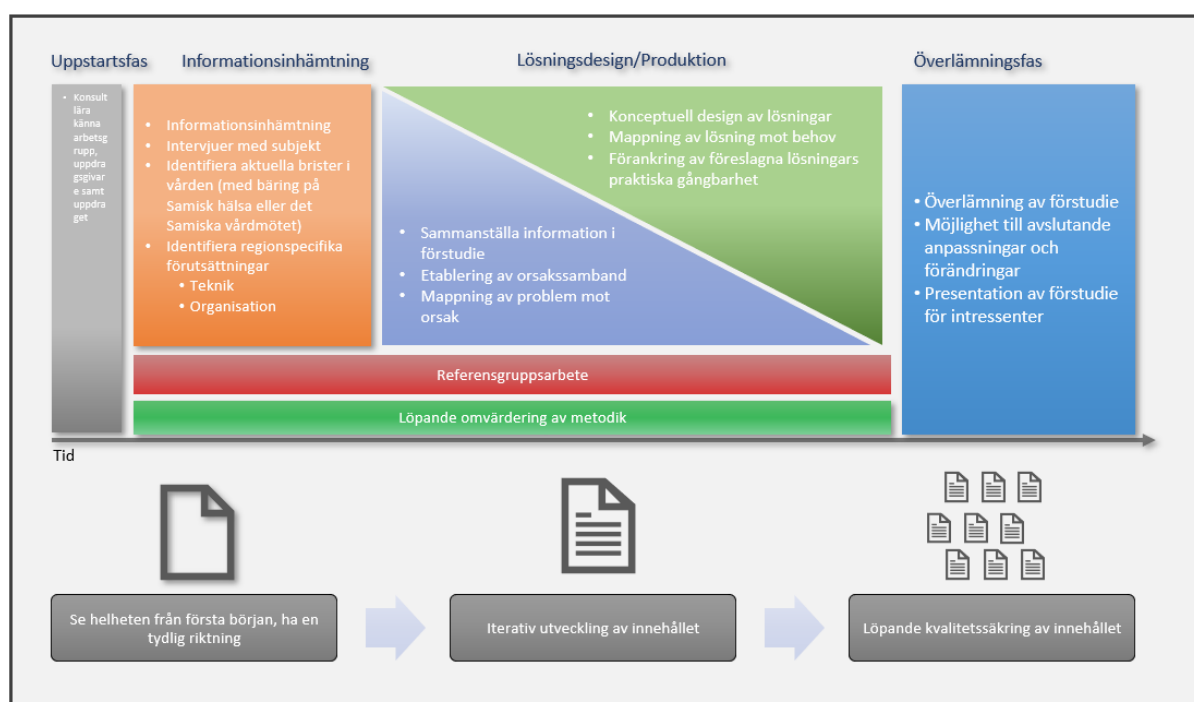 Uppstartsfas
Informationsinhämtning
Lösningsdesign/Produktion
Överlämningsfas
• Konsult
lära
känna
arbetsg
rupp,
uppdra
gsgivar
e samt
uppdra
get
• Informationsinhämtning
• Intervjuer med subjekt
• Identifiera aktuella brister i
vården (med bäring på
Samisk hälsa eller det
Samiska vårdmötet)
• Identifiera regionspecifika
förutsättningar
• Teknik
• Organisation
• Konceptuell design av lösningar
• Mappning av lösning mot behov
• Förankring av föreslagna lösningars
praktiska gångbarhet
• Sammanställa information i
förstudie
• Etablering av orsakssamband
• Mappning av problem mot
orsak
• Överlämning av förstudie
• Möjlighet till avslutande
anpassningar och
förändringar
• Presentation av förstudie
för intressenter
Referensgruppsarbete
Löpande omvärdering av metodik
Tid
Se helheten från första början, ha en
tydlig riktning
Iterativ utveckling av innehållet
Löpande kvalitetssäkring av innehållet